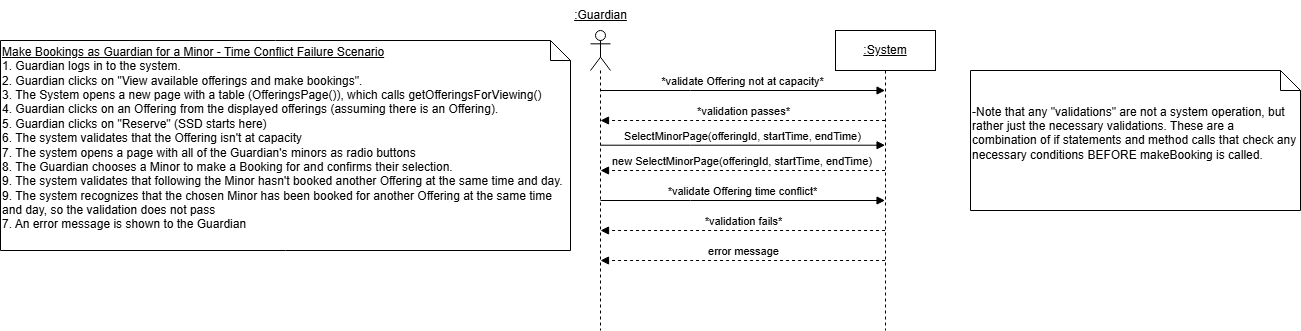 :Guardian
:System
Make Bookings as Guardian for a Minor - Time Conflict Failure Scenario
1. Guardian logs in to the system.
2. Guardian clicks on "View available offerings and make bookings".
3. The System opens a new page with a table (OfferingsPage()), which calls getOfferingsForViewing()
4. Guardian clicks on an Offering from the displayed offerings (assuming there is an Offering).
5. Guardian clicks on "Reserve" (SSD starts here)
6. The system validates that the Offering isn't at capacity
7. The system opens a page with all of the Guardian's minors as radio buttons
8. The Guardian chooses a Minor to make a Booking for and confirms their selection.
9. The system validates that following the Minor hasn't booked another Offering at the same time and day.
9. The system recognizes that the chosen Minor has been booked for another Offering at the same time
and day, so the validation does not pass
7. An error message is shown to the Guardian
*validate Offering not at capacity*
*validation passes*
SelectMinorPage(offeringId, startTime, endTime)
new SelectMinorPage(offeringId, startTime, endTime)
*validate Offering time conflict*
*validation fails*
error message
-Note that any "validations" are not a system operation, but
rather just the necessary validations. These are a
combination of if statements and method calls that check any
necessary conditions BEFORE makeBooking is called.